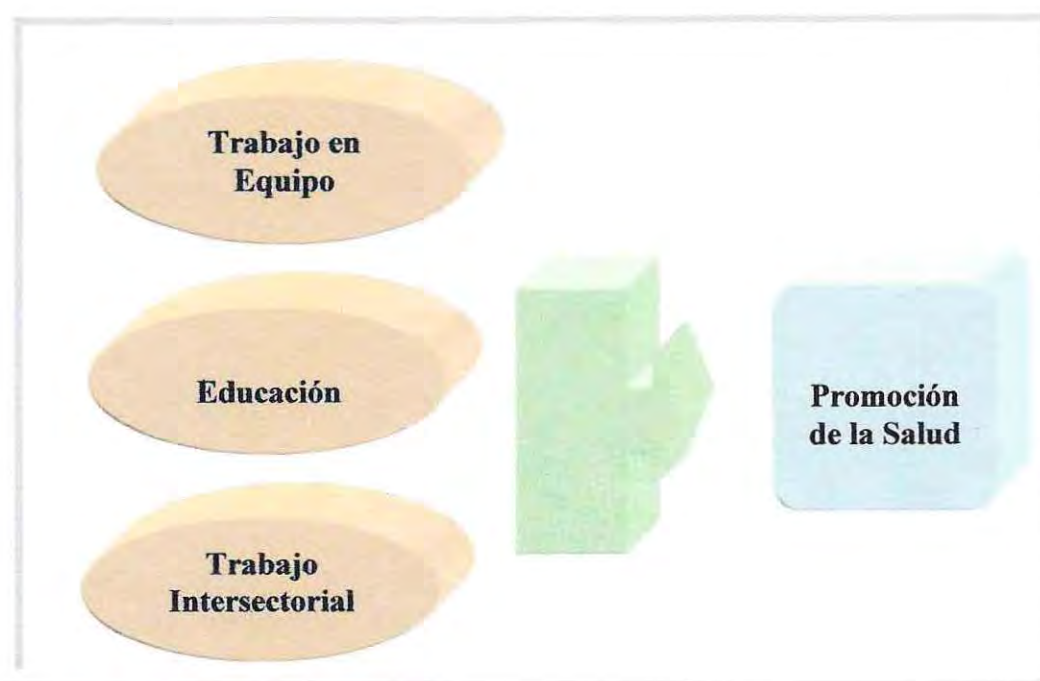 Trabajo en
Equipo
Educación
Trabajo
Intersectorial
Promoción
de la Salud